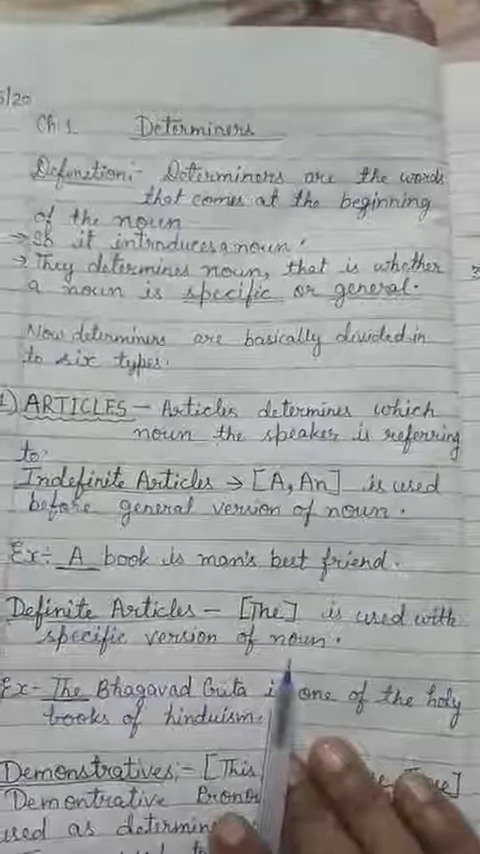 5/20
Ch 1 Determiners
Defination:- Determiners are the words
that comes at the beginning
of the noun
→ So it introduces a noun.
→ They determines noun, that is whether
a noun is specific or general.
Now determiners are basically divided in
to six types.
1) ARTICLES - Articles determines which
noun the speaker is referring
to.
Indefinite Articles → [A, An] is used
before general version of noun.
Ex:- A book is man's best friend.
Definite Articles - [The] is used with
specific version of noun.
Ex- The Bhagavad Gita is one of the holy
books of hinduism.
Demonstratives:- [This
Demontrative Prono
used as determin